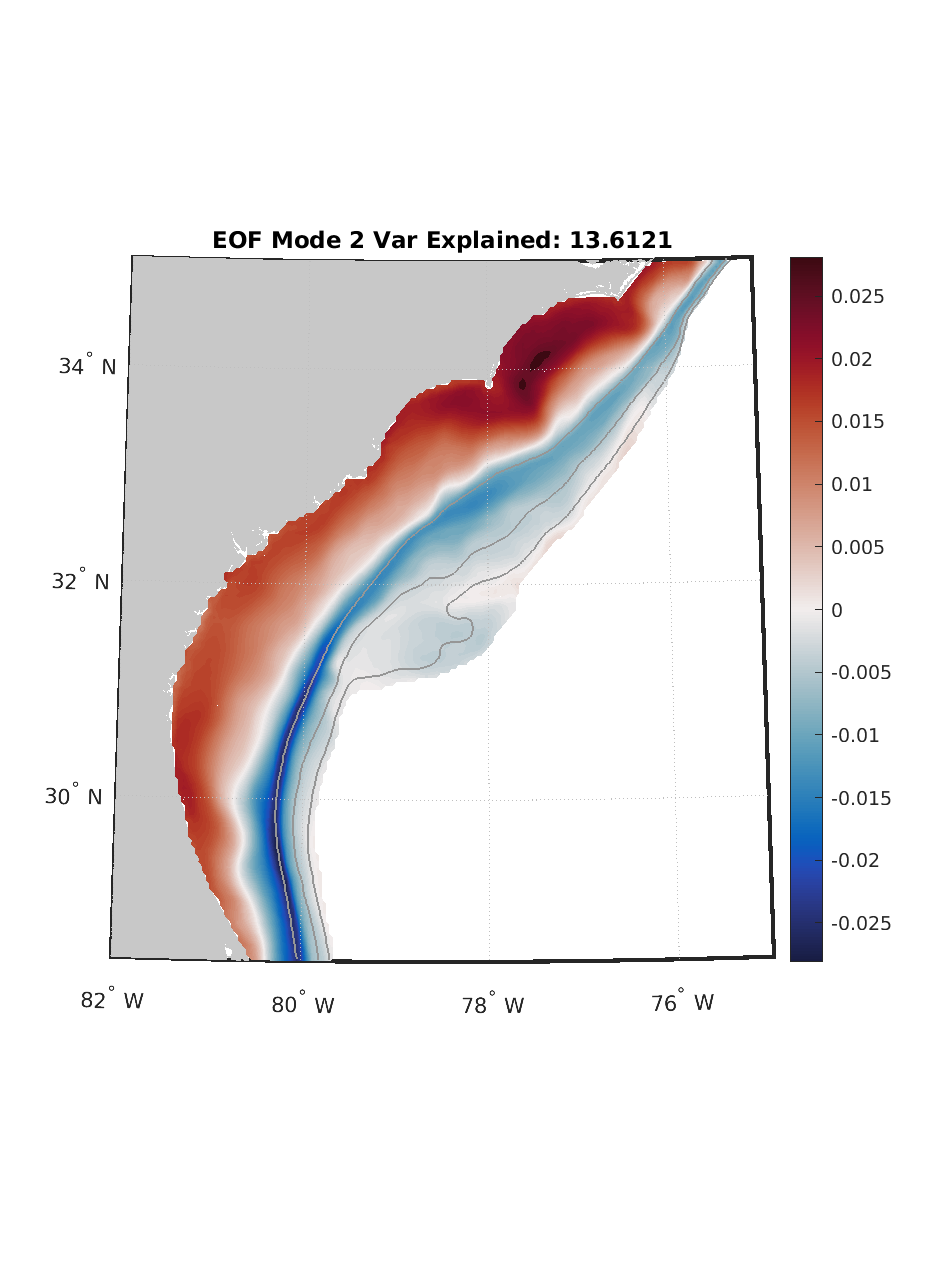 EOF Mode 2 Var Explained: 13.6121
34° N
32° N
30° N
82° W
80° W
78° W
76° W
0.025
0.02
0.015
0.01
0.005
0
-0.005
-0.01
-0.015
-0.02
-0.025